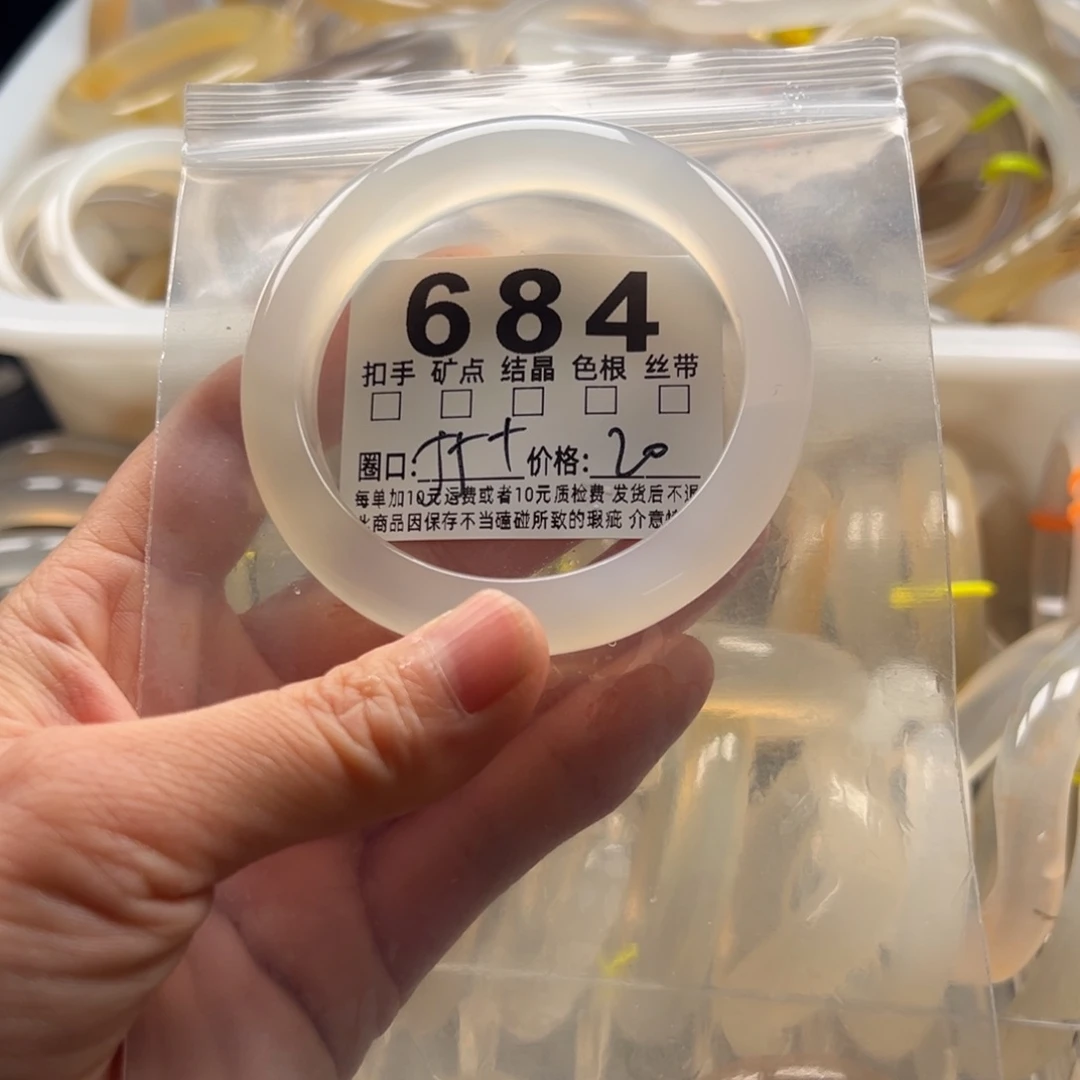 684
扣手 矿点 结晶 色根 丝带
□ □ □ □ □
圈口: 价格: 20
每单加10元运费或者10元质检费 发货后不退
商品因保存不当磕碰所致的瑕疵 介意